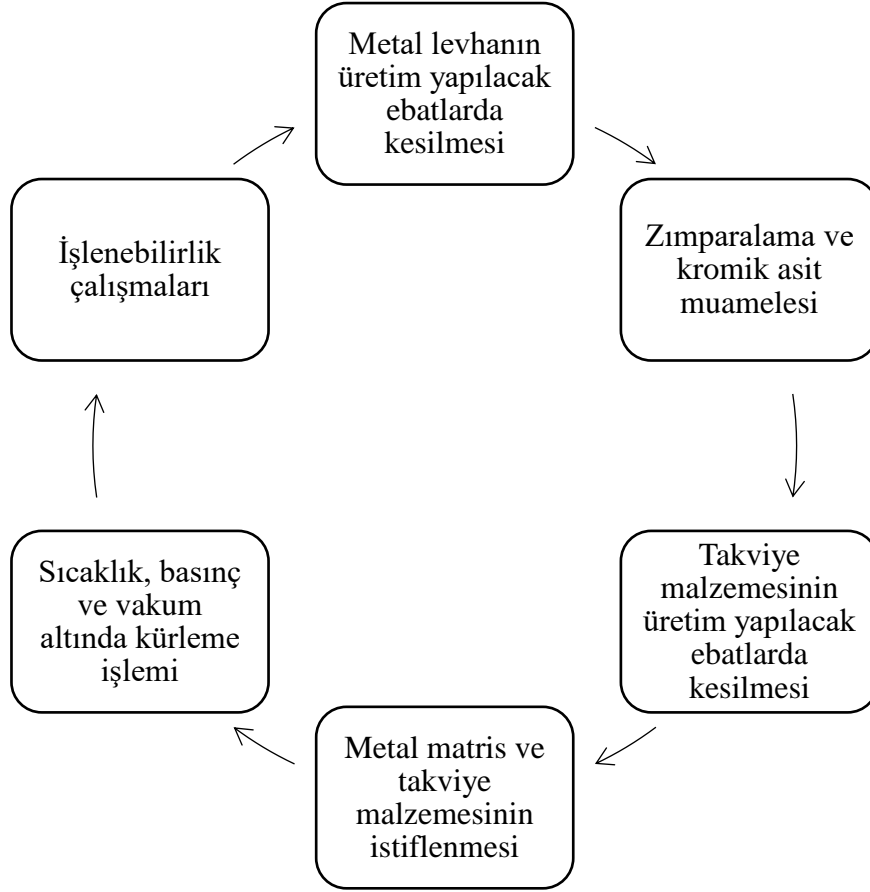 Metal levhanın
üretim yapılacak
ebatlarda
kesilmesi
Zımparalama ve
kromik asit
muamelesi
Takviye
malzemesinin
üretim yapılacak
ebatlarda
kesilmesi
Metal matris ve
takviye
malzemesinin
istiflenmesi
Sıcaklık, basınç
ve vakum
altında kürleme
işlemi
İşlenebilirlik
çalışmaları